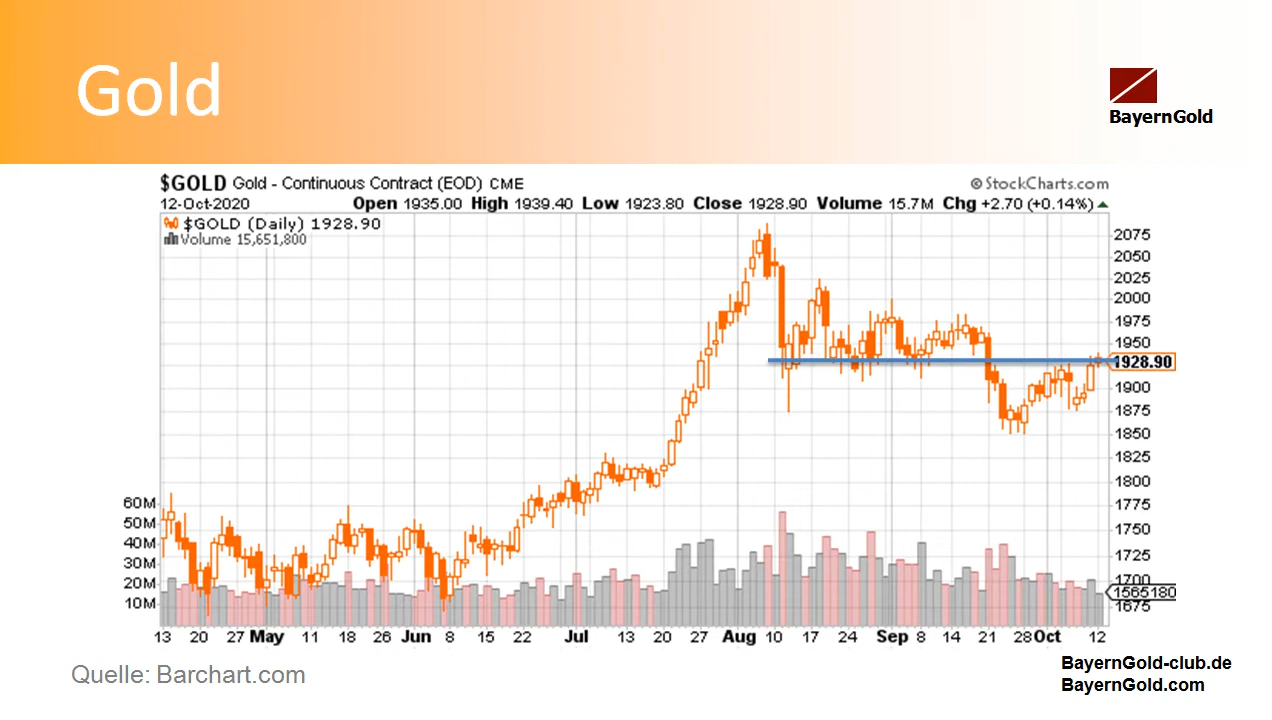 Gold
BayernGold
$GOLD Gold - Continuous Contract (EOD) CME
© StockCharts.com
12-Oct-2020
Open 1935.00 High 1939.40 Low 1923.80 Close 1928.90 Volume 15.7M Chg +2.70 (+0.14%)
$GOLD (Daily) 1928.90
Volume 15,651,800
2075
2050
2025
2000
1975
1950
1928.90
1900
1875
1850
1825
1800
1775
1750
1725
1700
1565180
1675
60M
50M
40M
30M
20M
10M
13 20 27 May 11 18 26 Jun 8 15 22 Jul 13 20 27 Aug 10 17 24 Sep 8 14 21 28 Oct 12
Quelle: Barchart.com
BayernGold-club.de
BayernGold.com